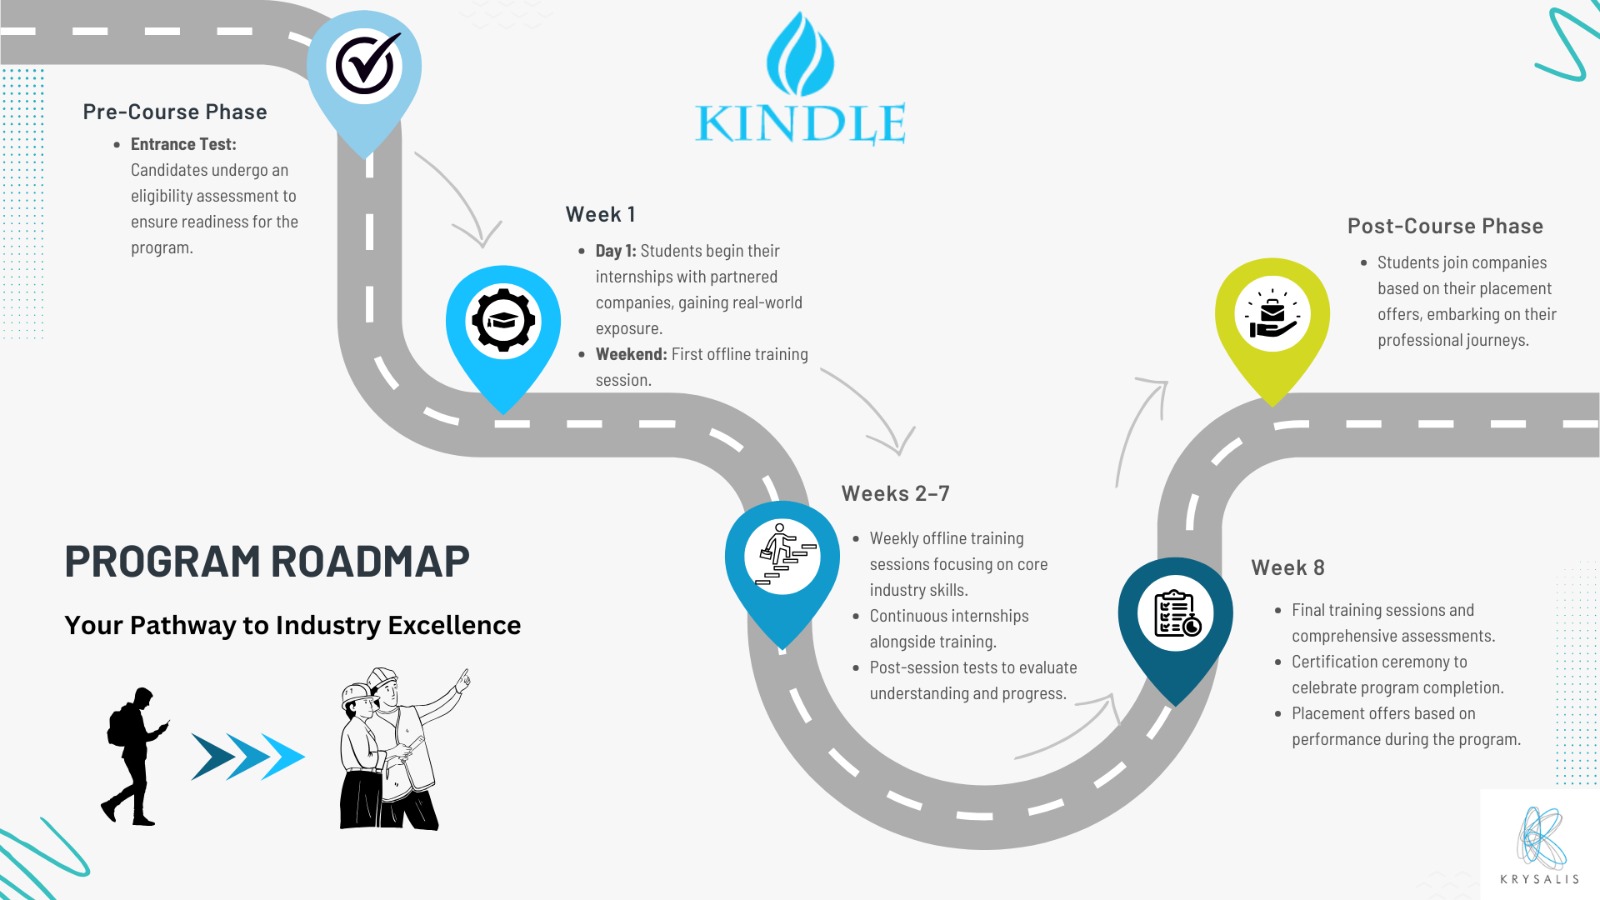 KINDLE
Pre-Course Phase
• Entrance Test:
Candidates undergo an
eligibility assessment to
ensure readiness for the
program.
Week 1
• Day 1: Students begin their
internships with partnered
companies, gaining real-world
exposure.
• Weekend: First offline training
session.
Weeks 2–7
• Weekly offline training
sessions focusing on core
industry skills.
• Continuous internships
alongside training.
• Post-session tests to evaluate
understanding and progress.
Week 8
• Final training sessions and
comprehensive assessments.
• Certification ceremony to
celebrate program completion.
• Placement offers based on
performance during the program.
Post-Course Phase
• Students join companies
based on their placement
offers, embarking on their
professional journeys.
PROGRAM ROADMAP
Your Pathway to Industry Excellence
KRYSALIS